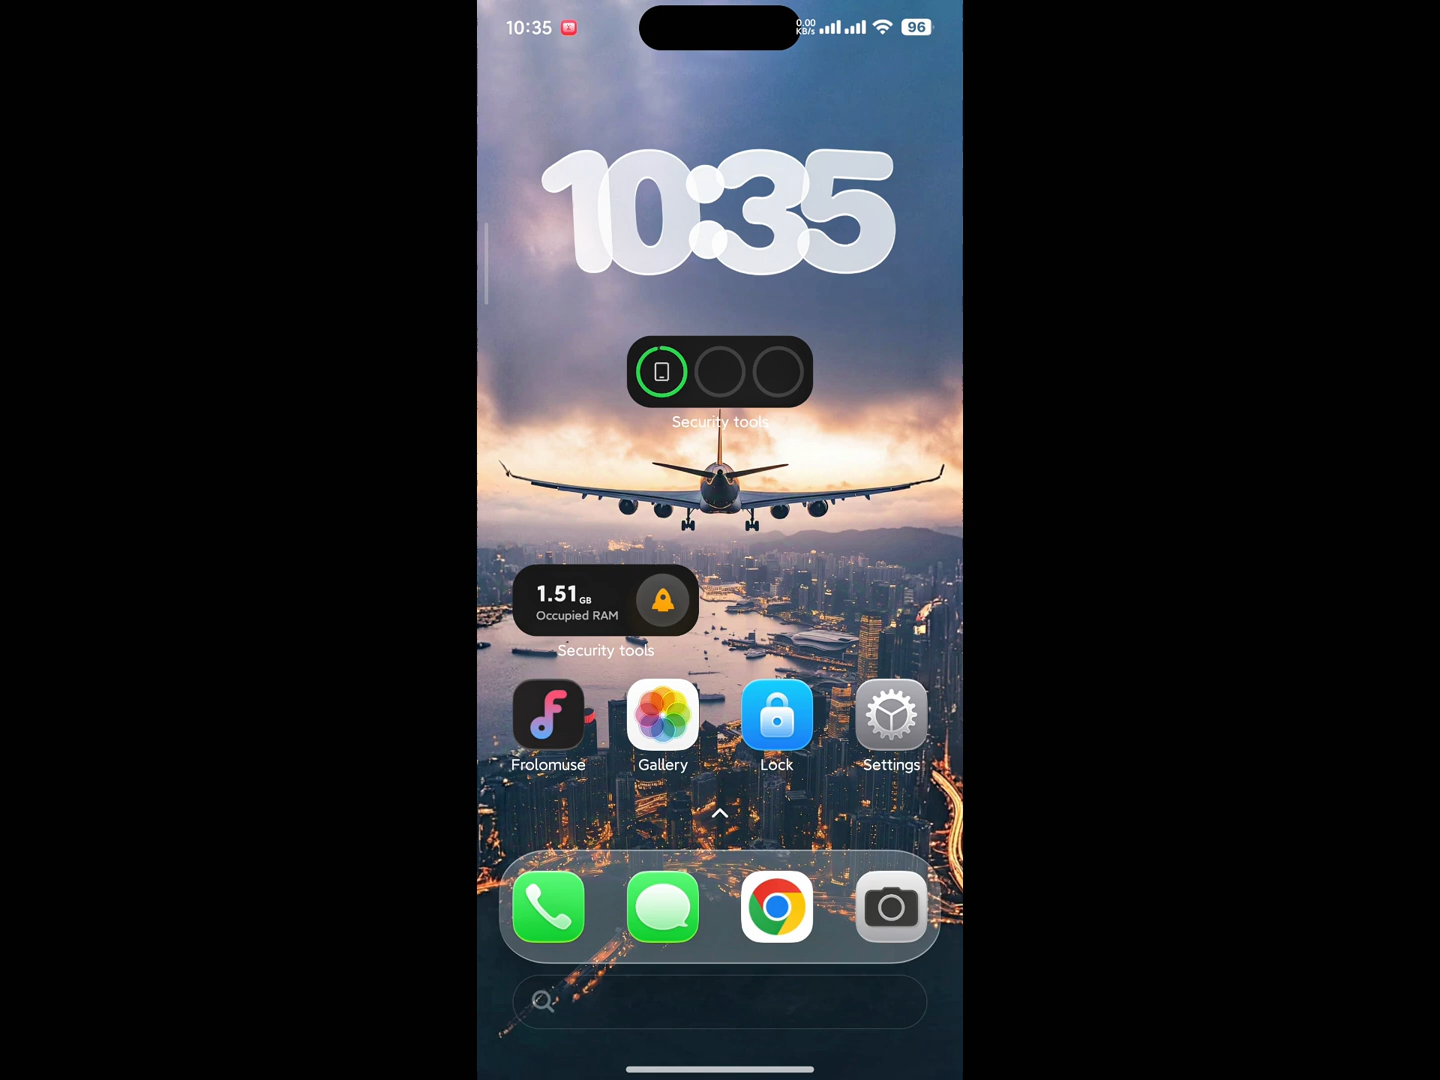 10:35
0.00
KB/s
96
10:35
Security tools
1.51 GB
Occupied RAM
Security tools
Frolomuse
Gallery
Lock
Settings